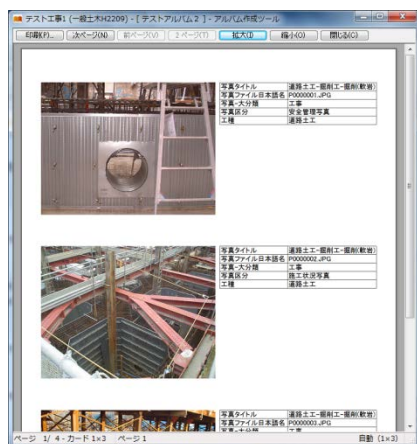 テスト工事1 (一般土木H2209) - [ テストアルバム2 ] - アルバム作成ツール
印刷(P)... 次ページ(N) 前ページ(V) 2 ページ(T) 拡大(I) 縮小(O) 閉じる(C)
写真タイトル 道路土工-掘削工-掘削(軟岩)
写真ファイル日本語名 P0000001.JPG
写真-大分類 工事
写真区分 安全管理写真
工種 道路土工
写真タイトル 道路土工-掘削工-掘削(軟岩)
写真ファイル日本語名 P0000002.JPG
写真-大分類 工事
写真区分 施工状況写真
工種 道路土工
写真タイトル 道路土工-掘削工-掘削(軟岩)
写真ファイル日本語名 P0000003.JPG
写真-大分類 工事
ページ 1/ 4 - カード 1×3 ページ 1 自動 (1×3)